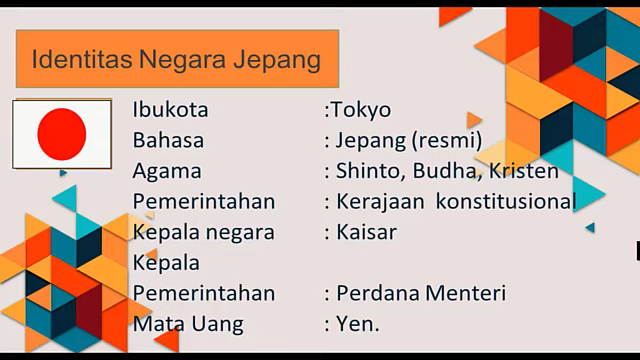 Identitas Negara Jepang
Ibukota :Tokyo
Bahasa : Jepang (resmi)
Agama : Shinto, Budha, Kristen
Pemerintahan : Kerajaan konstitusional
Kepala negara : Kaisar
Kepala
Pemerintahan : Perdana Menteri
Mata Uang : Yen.